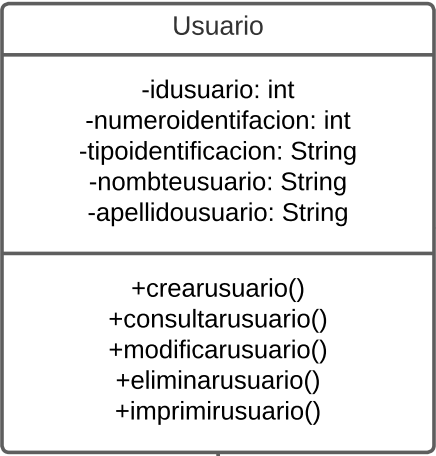 Usuario
-idusuario: int
-numeroidentifacion: int
-tipoidentificacion: String
-nombteusuario: String
-apellidousuario: String
+crearusuario()
+consultarusuario()
+modificarusuario()
+eliminarusuario()
+imprimirusuario()